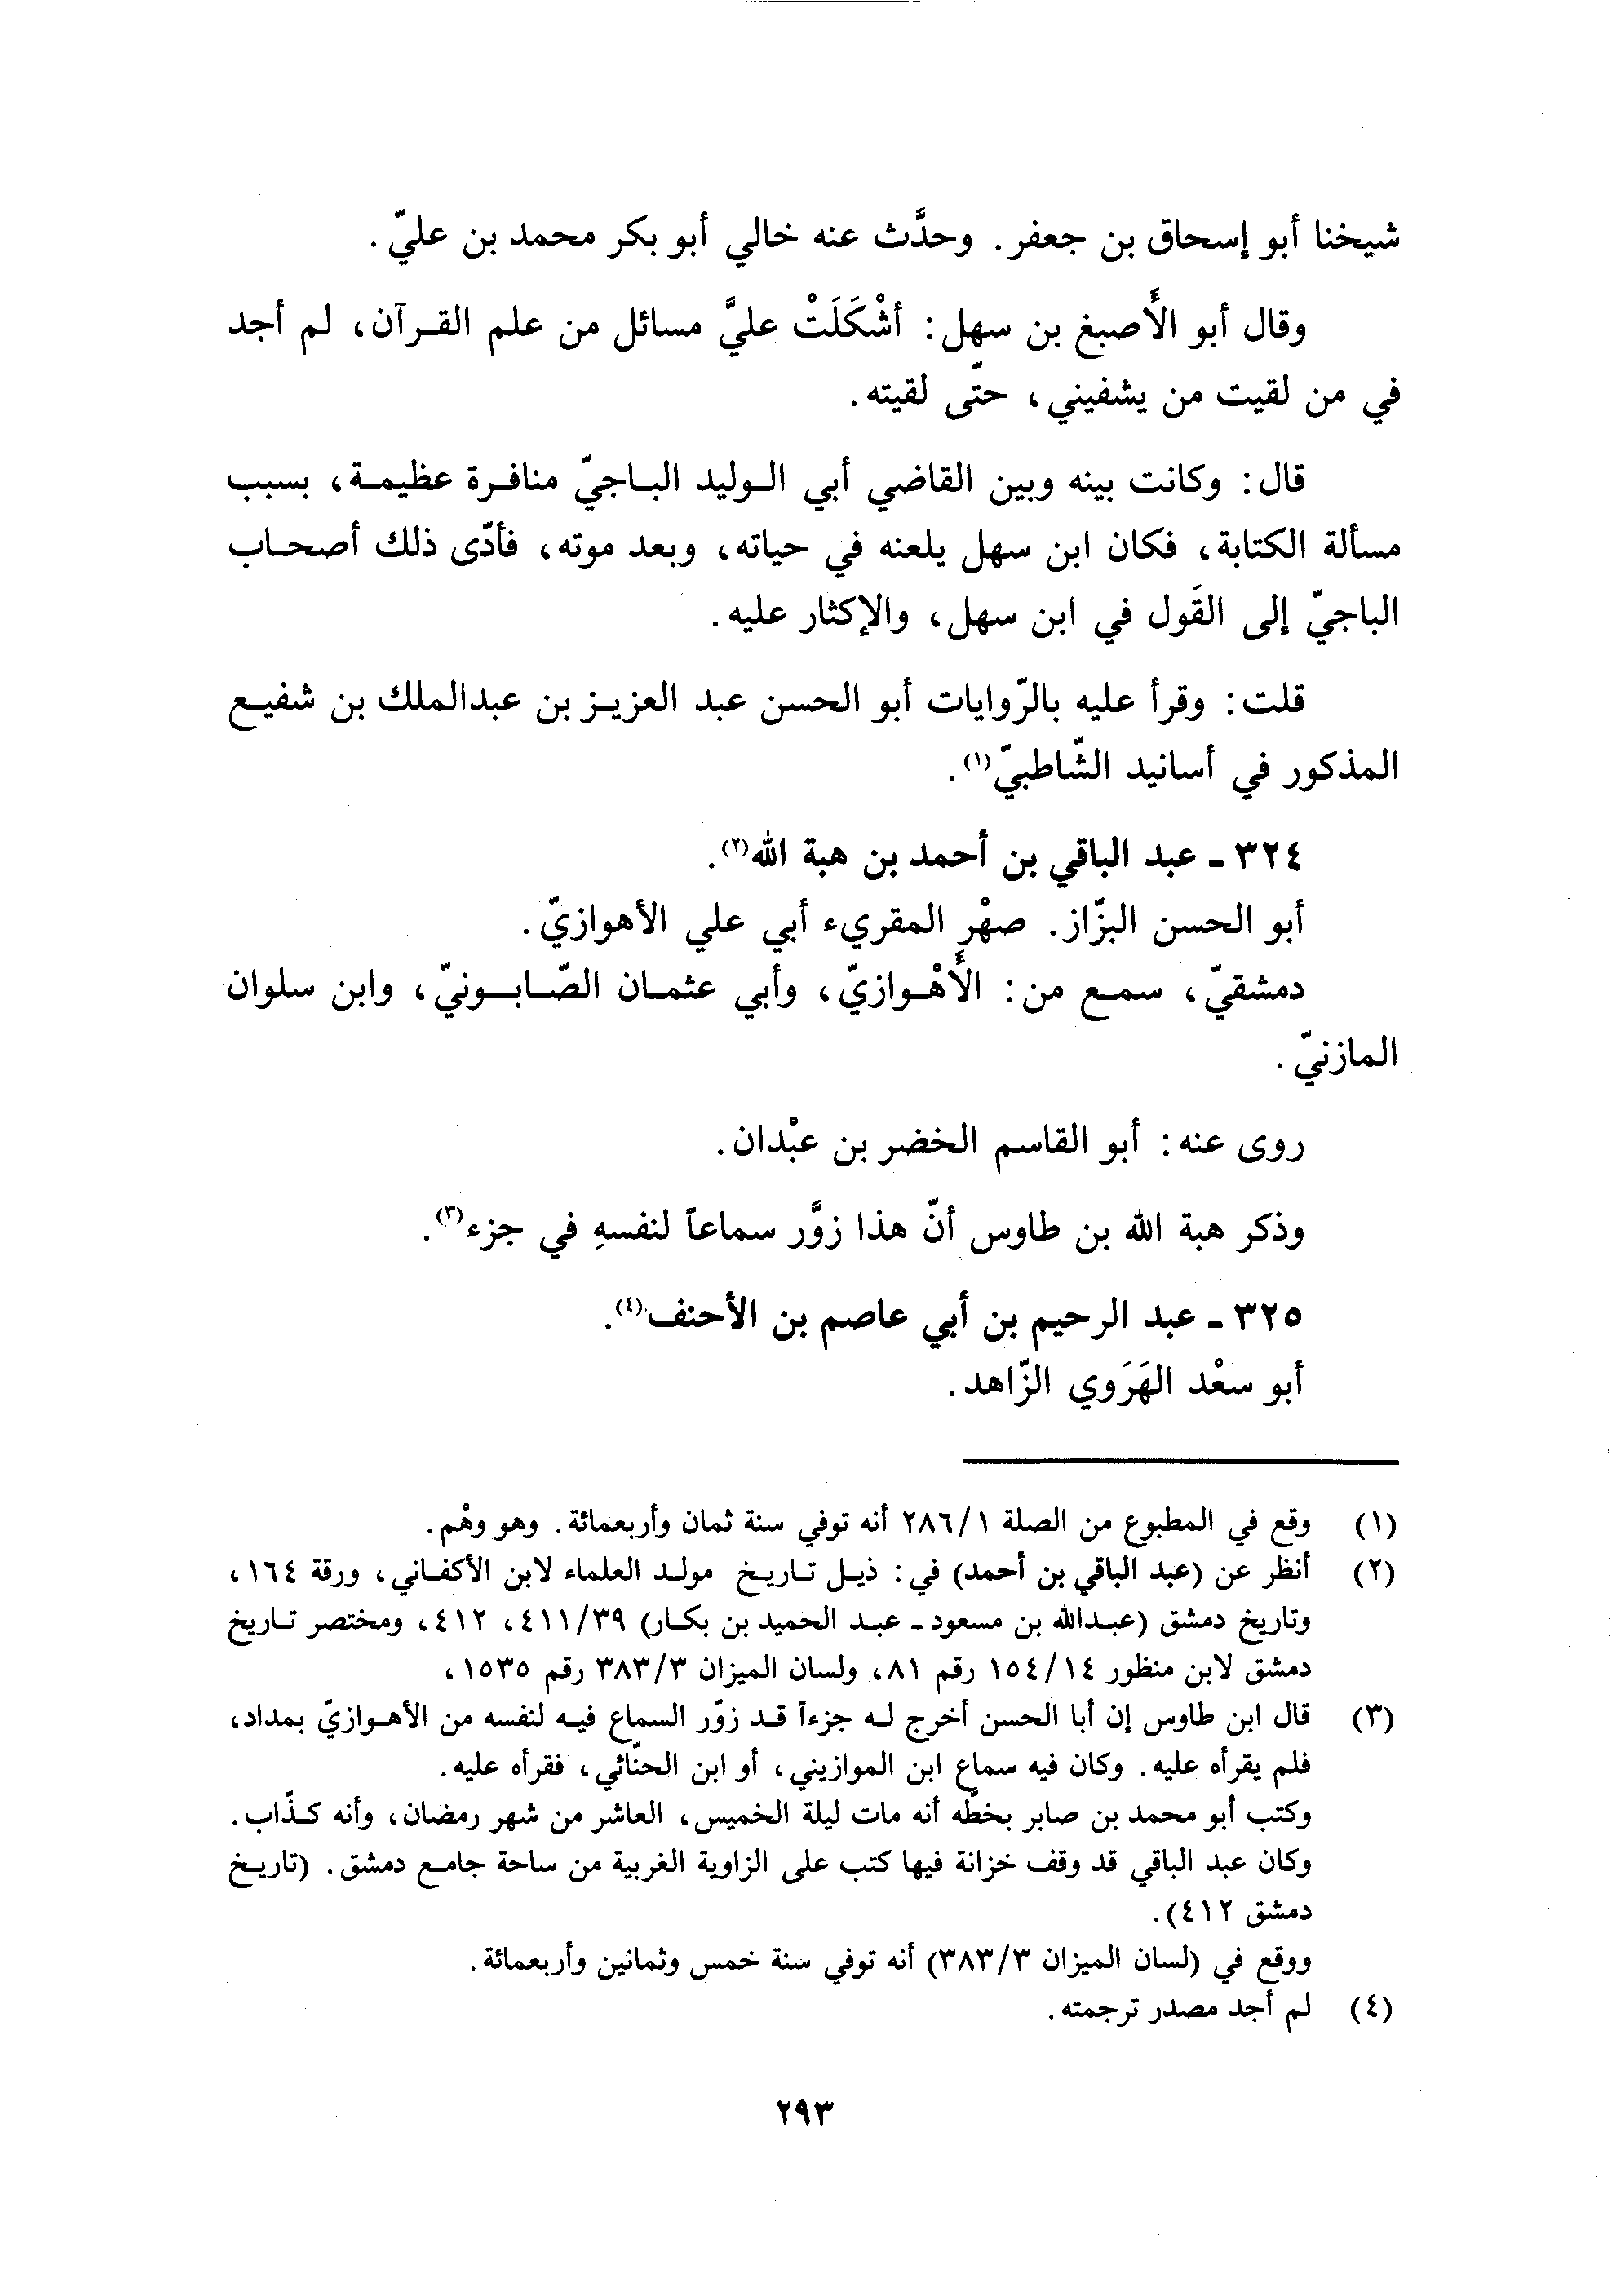 شيخنا أبو إسحاق بن جعفر. وحدَّث عنه خالي أبو بكر محمد بن عليّ.
وقال أبو الأَصبغ بن سهل: أشْكَلَتْ عليَّ مسائل من علم القرآن، لم أجد
في من لقيت من يشفيني، حتّى لقيته.
قال: وكانت بينه وبين القاضي أبي الوليد الباجيّ منافرة عظيمة، بسبب
مسألة الكتابة، فكان ابن سهل يلعنه في حياته، وبعد موته، فأدّى ذلك أصحاب
الباجيّ إلى القَول في ابن سهل، والإكثار عليه.
قلت: وقرأ عليه بالرّوايات أبو الحسن عبد العزيز بن عبدالملك بن شفيع
المذكور في أسانيد الشّاطبيّ(١).
٣٢٤ - عبد الباقي بن أحمد بن هبة الله(٢).
أبو الحسن البزّاز. صهْر المقريء أبي علي الأهوازيّ.
دمشقيّ، سمع من: الأَهْوازيّ، وأبي عثمان الصّابونيّ، وابن سلوان
المازنيّ.
روى عنه: أبو القاسم الخضر بن عبْدان.
وذكر هبة الله بن طاوس أنّ هذا زوَّر سماعاً لنفسهِ في جزء(٣).
٣٢٥ - عبد الرحيم بن أبي عاصم بن الأحنف(٤).
أبو سعْد الهَرَوي الزّاهد.
(١) وقع في المطبوع من الصلة ٢٨٦/١ أنه توفي سنة ثمان وأربعمائة. وهو وهْم.
(٢) أنظر عن (عبد الباقي بن أحمد) في: ذيل تاريخ مولد العلماء لابن الأكفاني، ورقة ١٦٤،
وتاريخ دمشق (عبدالله بن مسعود - عبد الحميد بن بكار) ٤١١/٣٩، ٤١٢، ومختصر تاريخ
دمشق لابن منظور ١٥٤/١٤ رقم ٨١، ولسان الميزان ٣٨٣/٣ رقم ١٥٣٥،
(٣) قال ابن طاوس إن أبا الحسن أخرج له جزءاً قد زوّر السماع فيه لنفسه من الأهوازيّ بمداد،
فلم يقرأه عليه. وكان فيه سماع ابن الموازيني، أو ابن الحنّائي، فقرأه عليه.
وكتب أبو محمد بن صابر بخطّه أنه مات ليلة الخميس، العاشر من شهر رمضان، وأنه كذّاب.
وكان عبد الباقي قد وقف خزانة فيها كتب على الزاوية الغربية من ساحة جامع دمشق. (تاريخ
دمشق ٤١٢).
ووقع في (لسان الميزان ٣٨٣/٣) أنه توفي سنة خمس وثمانين وأربعمائة.
(٤) لم أجد مصدر ترجمته.
٢٩٣